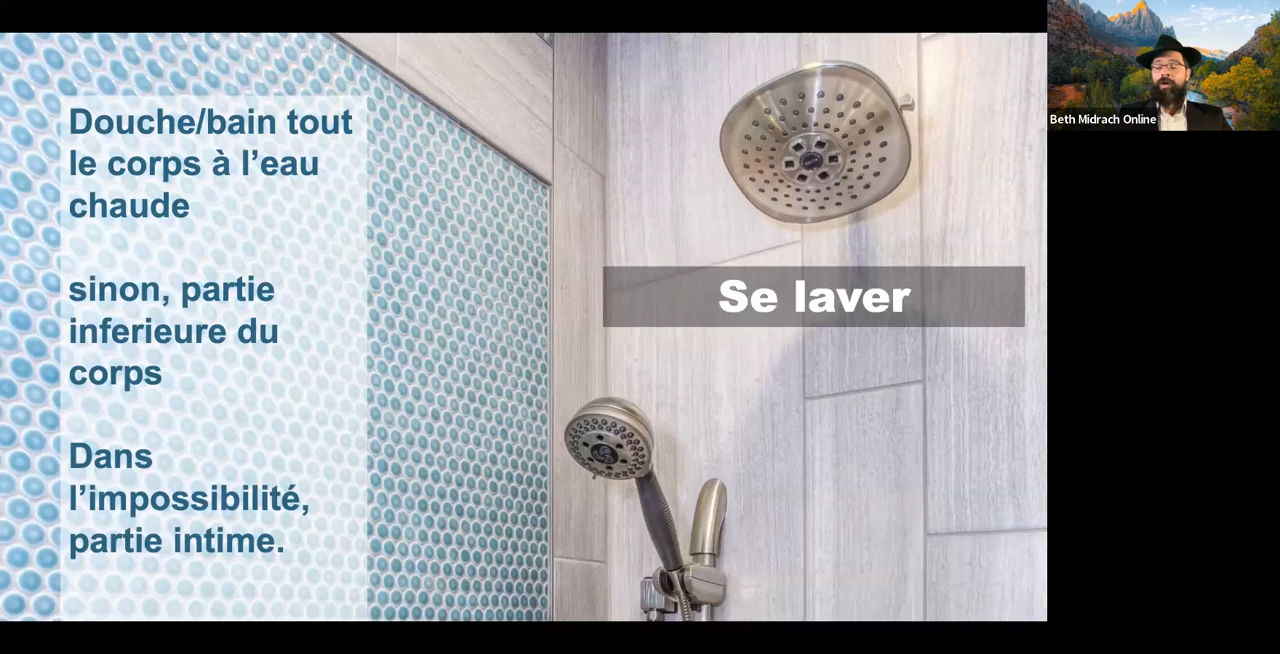 Douche/bain tout
le corps à l’eau
chaude
sinon, partie
inferieure du
corps
Dans
l’impossibilité,
partie intime.
Se laver
Beth Midrach Online